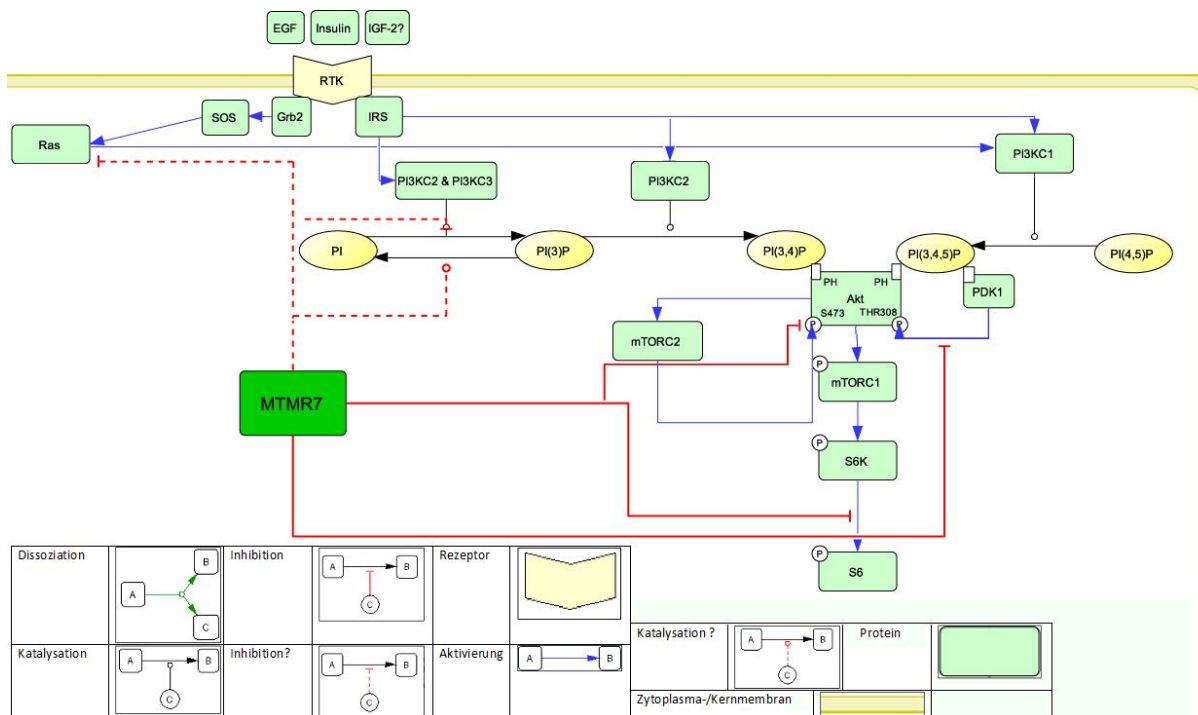 EGF Insulin IGF-2?
RTK
SOS Grb2 IRS
Ras
PI3KC1
PI3KC2 & PI3KC3 PI3KC2
PI PI(3)P PI(3,4)P PI(3,4,5)P PI(4,5)P
PH PH
PDK1
Akt
S473 THR308
P P
mTORC2
P
mTORC1
MTMR7
P
S6K
P
S6
Dissoziation A B C Inhibition A B C Rezeptor
Katalysation ? A B C Protein
Katalysation A B C Inhibition? A B C Aktivierung A B
Zytoplasma-/Kernmembran